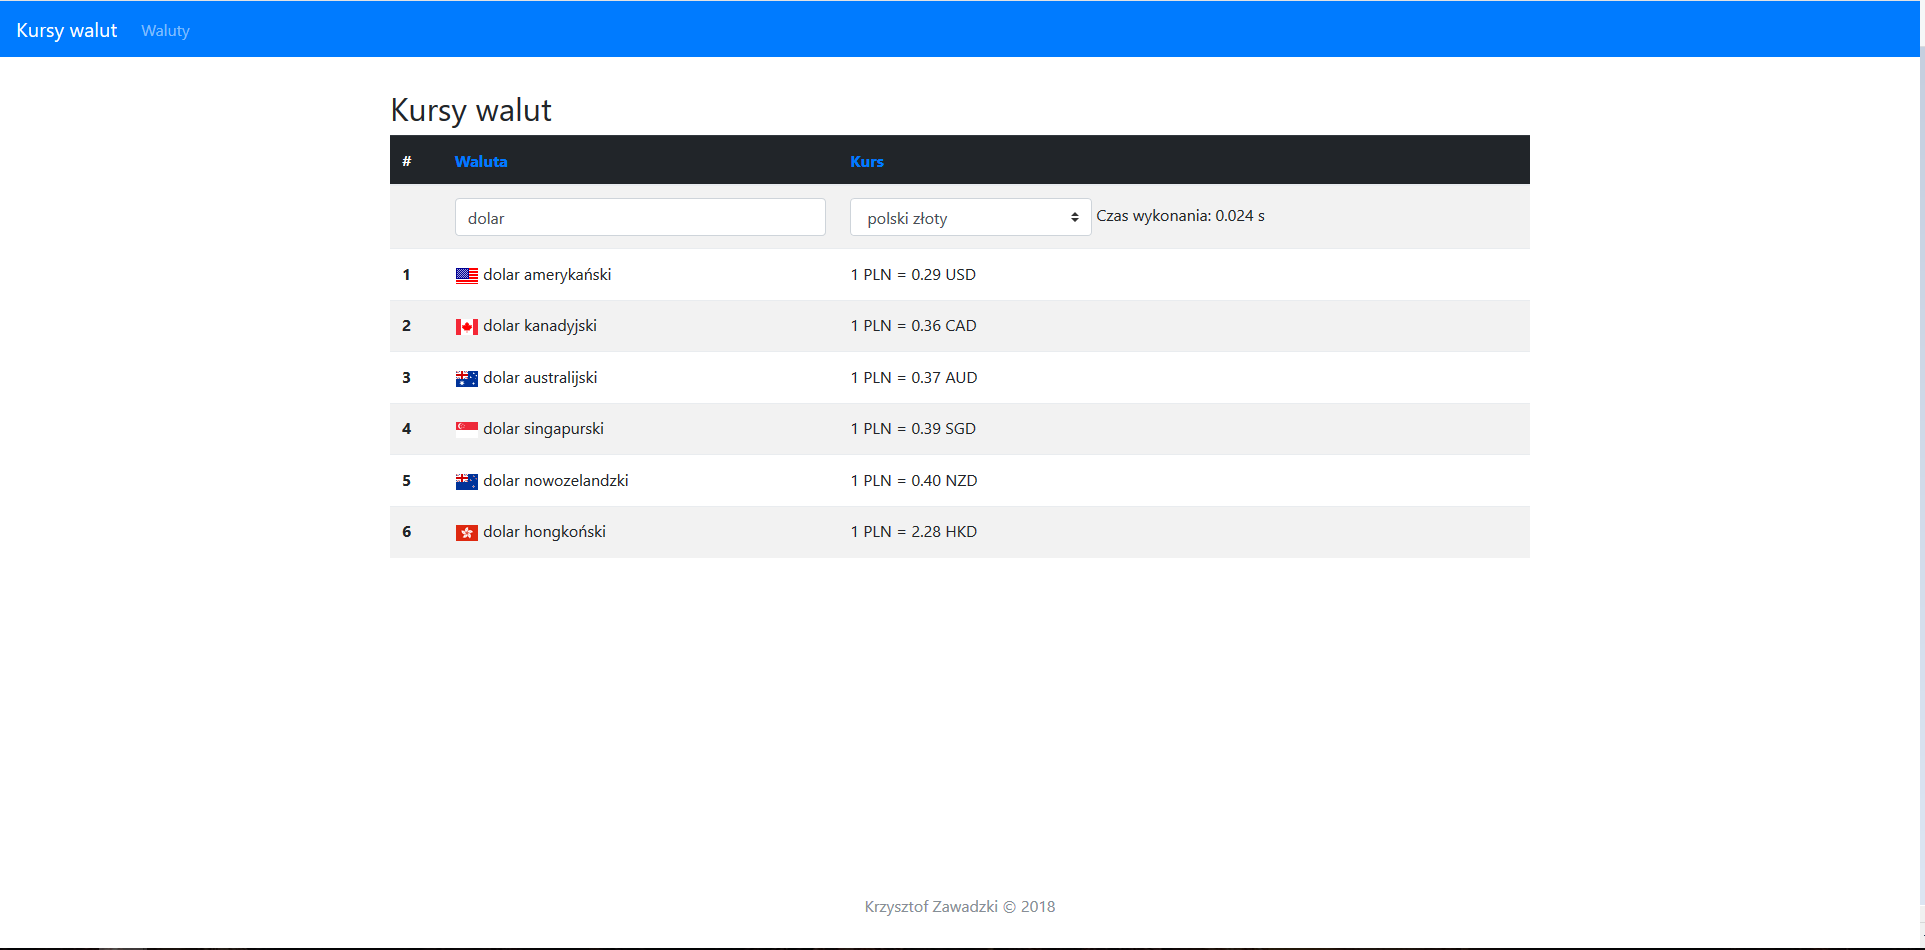 Kursy walut Waluty
Kursy walut
# Waluta Kurs
dolar polski złoty Czas wykonania: 0.024 s
1 dolar amerykański 1 PLN = 0.29 USD
2 dolar kanadyjski 1 PLN = 0.36 CAD
3 dolar australijski 1 PLN = 0.37 AUD
4 dolar singapurski 1 PLN = 0.39 SGD
5 dolar nowozelandzki 1 PLN = 0.40 NZD
6 dolar hongkoński 1 PLN = 2.28 HKD
Krzysztof Zawadzki © 2018